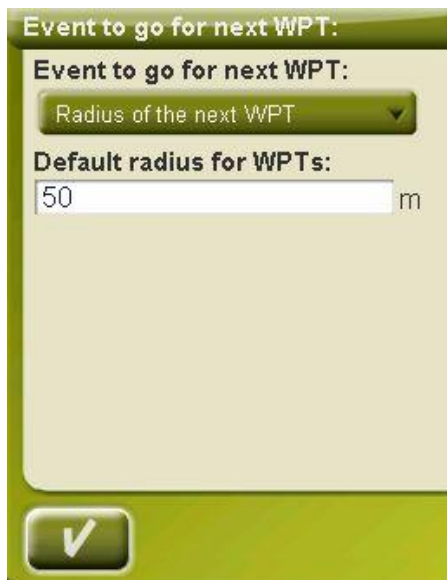 Event to go for next WPT:
Event to go for next WPT:
Radius of the next WPT
Default radius for WPTs:
50 m